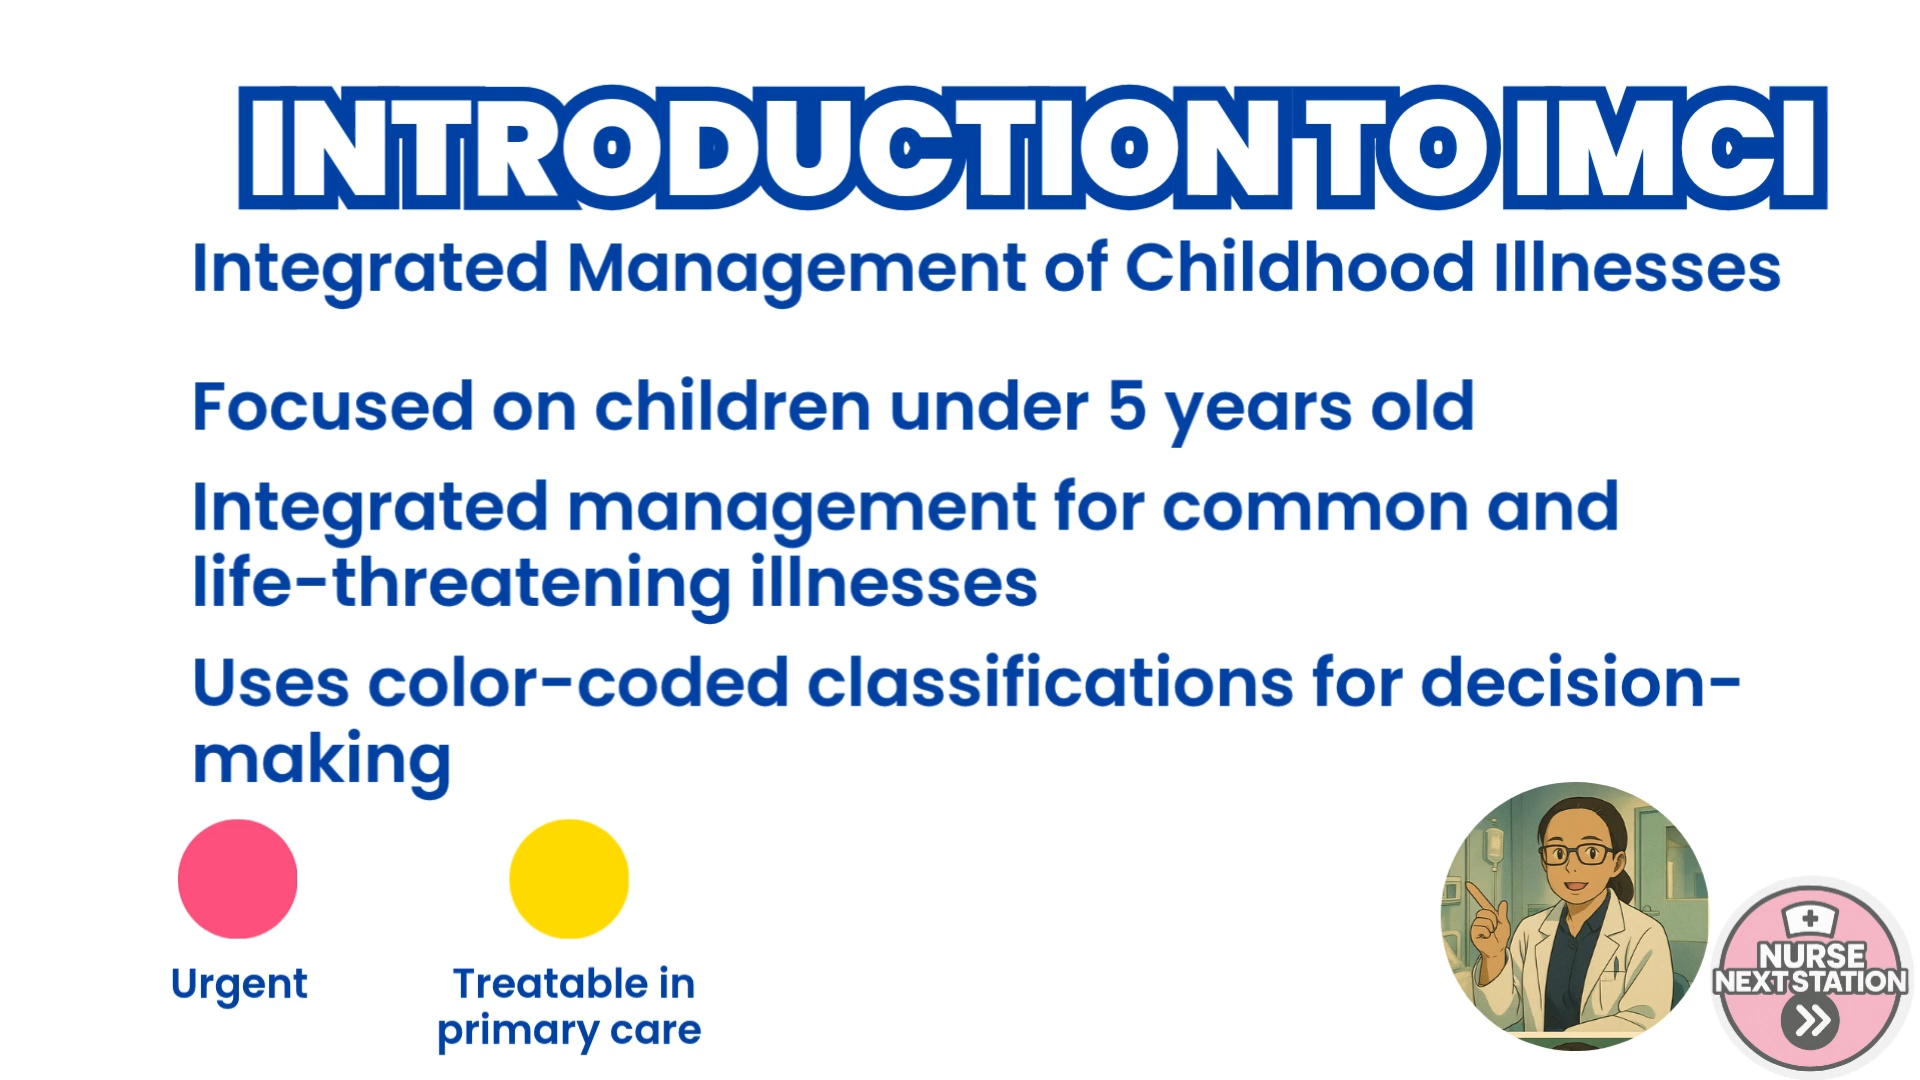 INTRODUCTION TO IMCI
Integrated Management of Childhood Illnesses
Focused on children under 5 years old
Integrated management for common and
life-threatening illnesses
Uses color-coded classifications for decision-
making
Urgent
Treatable in
primary care
NURSE
NEXT STATION